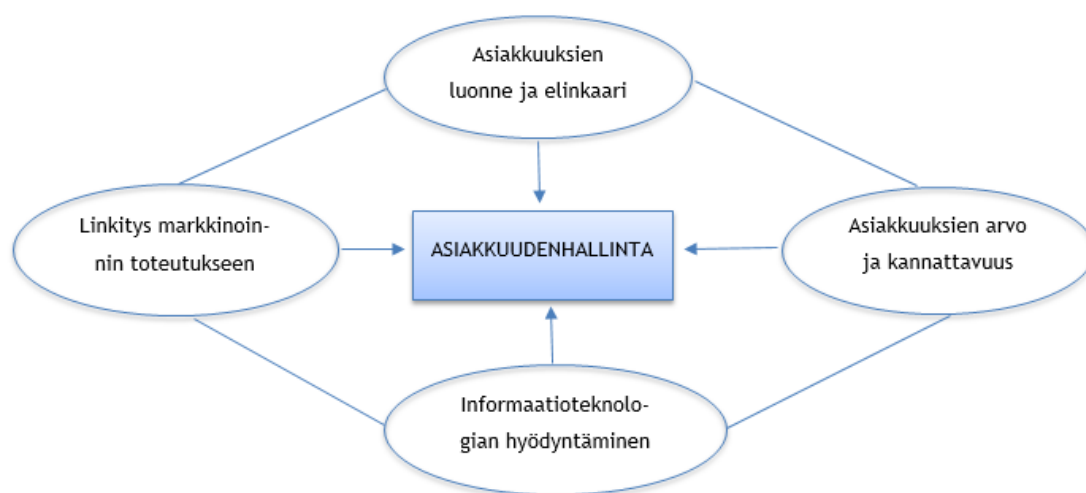 Asiakkuuksien
luonne ja elinkaari
Linkitys markkinoin-
nin toteutukseen
ASIAKKUUDENHALLINTA
Asiakkuuksien arvo
ja kannattavuus
Informaatioteknolo-
gian hyödyntäminen